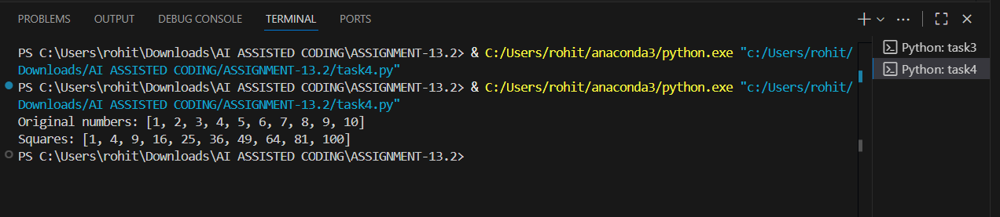 PROBLEMS OUTPUT DEBUG CONSOLE TERMINAL PORTS
PS C:\Users\rohit\Downloads\AI ASSISTED CODING\ASSIGNMENT-13.2> & C:/Users/rohit/anaconda3/python.exe "c:/Users/rohit/
Downloads/AI ASSISTED CODING/ASSIGNMENT-13.2/task4.py"
PS C:\Users\rohit\Downloads\AI ASSISTED CODING\ASSIGNMENT-13.2> & C:/Users/rohit/anaconda3/python.exe "c:/Users/rohit/
Downloads/AI ASSISTED CODING/ASSIGNMENT-13.2/task4.py"
Original numbers: [1, 2, 3, 4, 5, 6, 7, 8, 9, 10]
Squares: [1, 4, 9, 16, 25, 36, 49, 64, 81, 100]
PS C:\Users\rohit\Downloads\AI ASSISTED CODING\ASSIGNMENT-13.2>
Python: task3
Python: task4